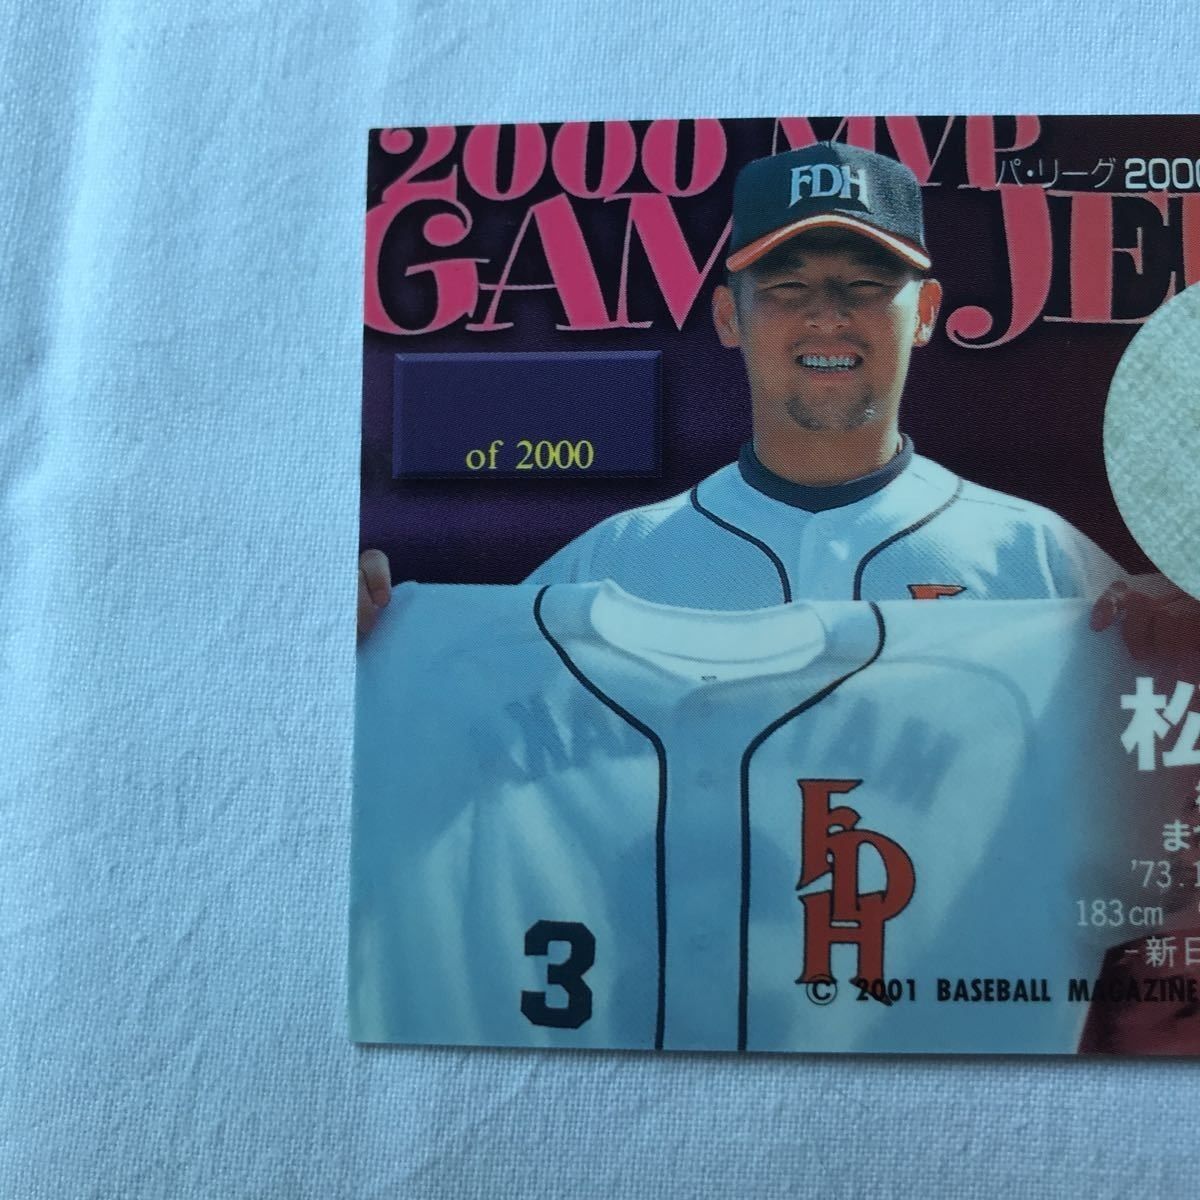 2000 MVP
パ・リーグ 2000
GAM JE
FDH
of 2000
松
ま
'73.1
183cm
新日
FDH
3
© 2001 BASEBALL MAGAZINE